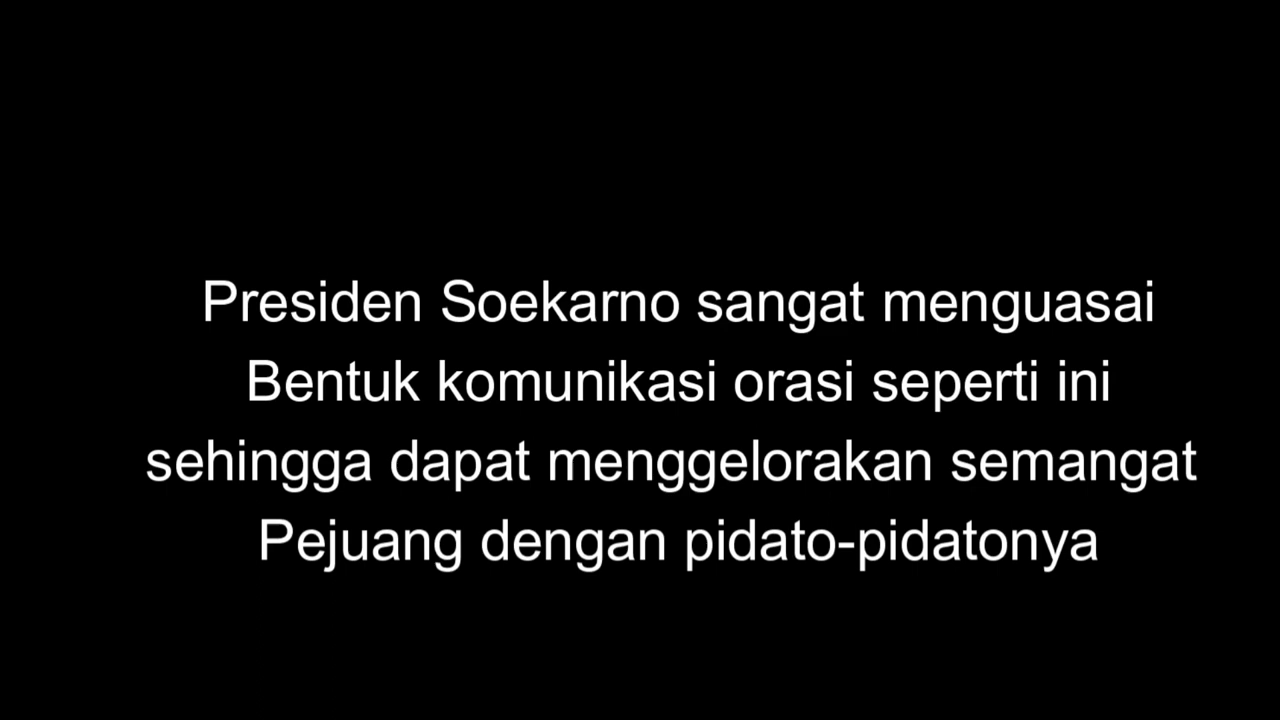 Presiden Soekarno sangat menguasai
Bentuk komunikasi orasi seperti ini
sehingga dapat menggelorakan semangat
Pejuang dengan pidato-pidatonya